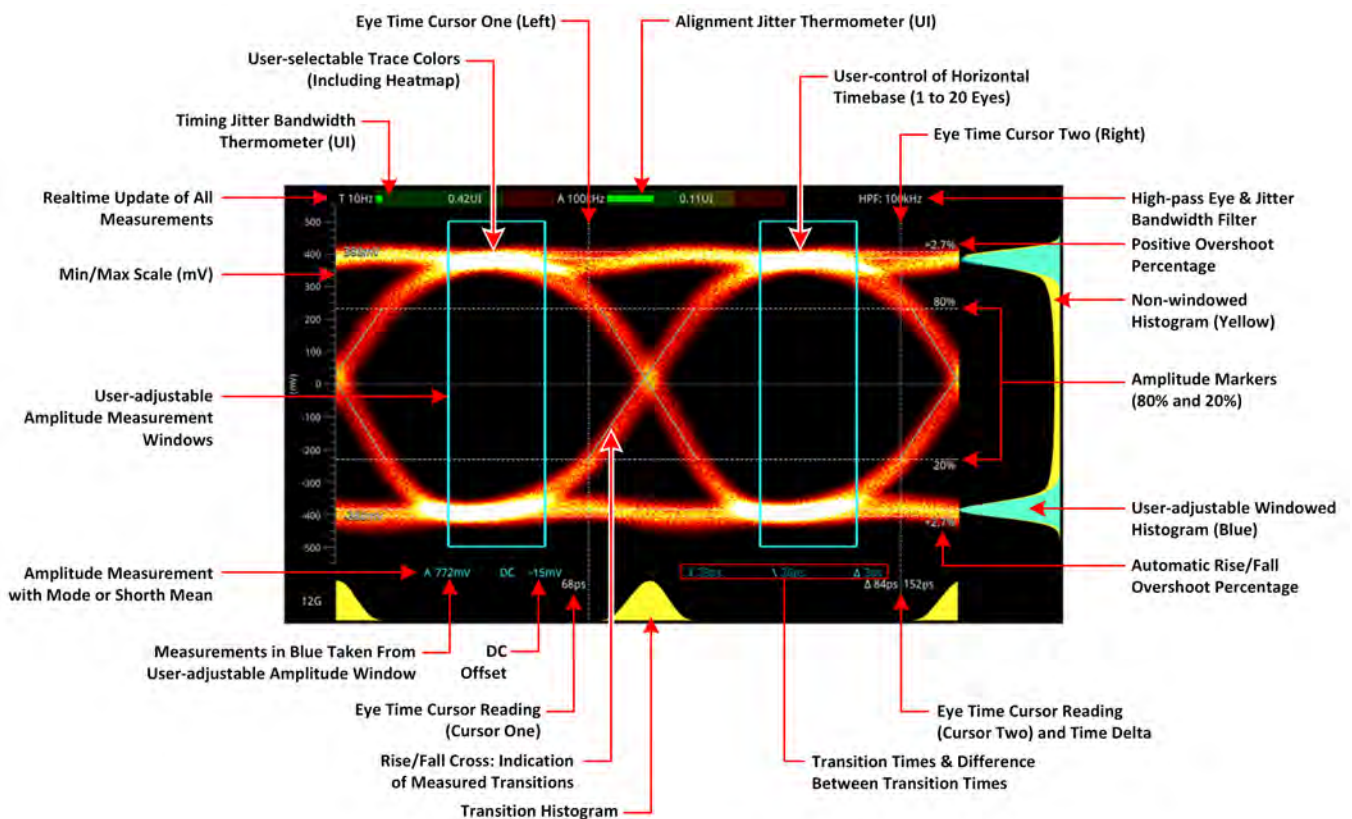 Eye Time Cursor One (Left)
Alignment Jitter Thermometer (UI)
User-selectable Trace Colors
(Including Heatmap)
User-control of Horizontal
Timebase (1 to 20 Eyes)
Timing Jitter Bandwidth
Thermometer (UI)
Eye Time Cursor Two (Right)
Realtime Update of All
Measurements
T 10Hz
0.42UI
A 100kHz
0.11UI
HPF: 100kHz
High-pass Eye & Jitter
Bandwidth Filter
Positive Overshoot
Percentage
Min/Max Scale (mV)
Non-windowed
Histogram (Yellow)
500
400
300
200
100
0
-100
-200
-300
-400
-500
(mV)
+2.7%
80%
20%
+2.7%
Amplitude Markers
(80% and 20%)
User-adjustable
Amplitude Measurement
Windows
User-adjustable Windowed
Histogram (Blue)
Automatic Rise/Fall
Overshoot Percentage
Amplitude Measurement
with Mode or Shorth Mean
A 772mV
DC -15mV
68ps
Δ 84ps
152ps
12G
Measurements in Blue Taken From
User-adjustable Amplitude Window
DC
Offset
Eye Time Cursor Reading
(Cursor One)
Eye Time Cursor Reading
(Cursor Two) and Time Delta
Rise/Fall Cross: Indication
of Measured Transitions
Transition Times & Difference
Between Transition Times
Transition Histogram